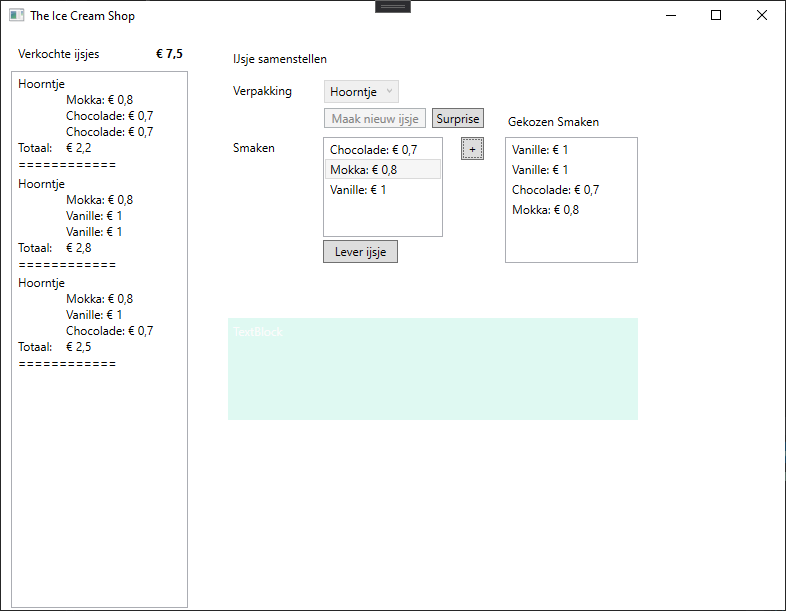 The Ice Cream Shop
Verkochte ijsjes € 7,5
Hoorntje
Mokka: € 0,8
Chocolade: € 0,7
Chocolade: € 0,7
Totaal: € 2,2
============
Hoorntje
Mokka: € 0,8
Vanille: € 1
Vanille: € 1
Totaal: € 2,8
============
Hoorntje
Mokka: € 0,8
Vanille: € 1
Chocolade: € 0,7
Totaal: € 2,5
============
IJsje samenstellen
Verpakking Hoorntje
Maak nieuw ijsje Surprise
Smaken
Chocolade: € 0,7
Mokka: € 0,8
Vanille: € 1
+
Lever ijsje
Gekozen Smaken
Vanille: € 1
Vanille: € 1
Chocolade: € 0,7
Mokka: € 0,8
TextBlock